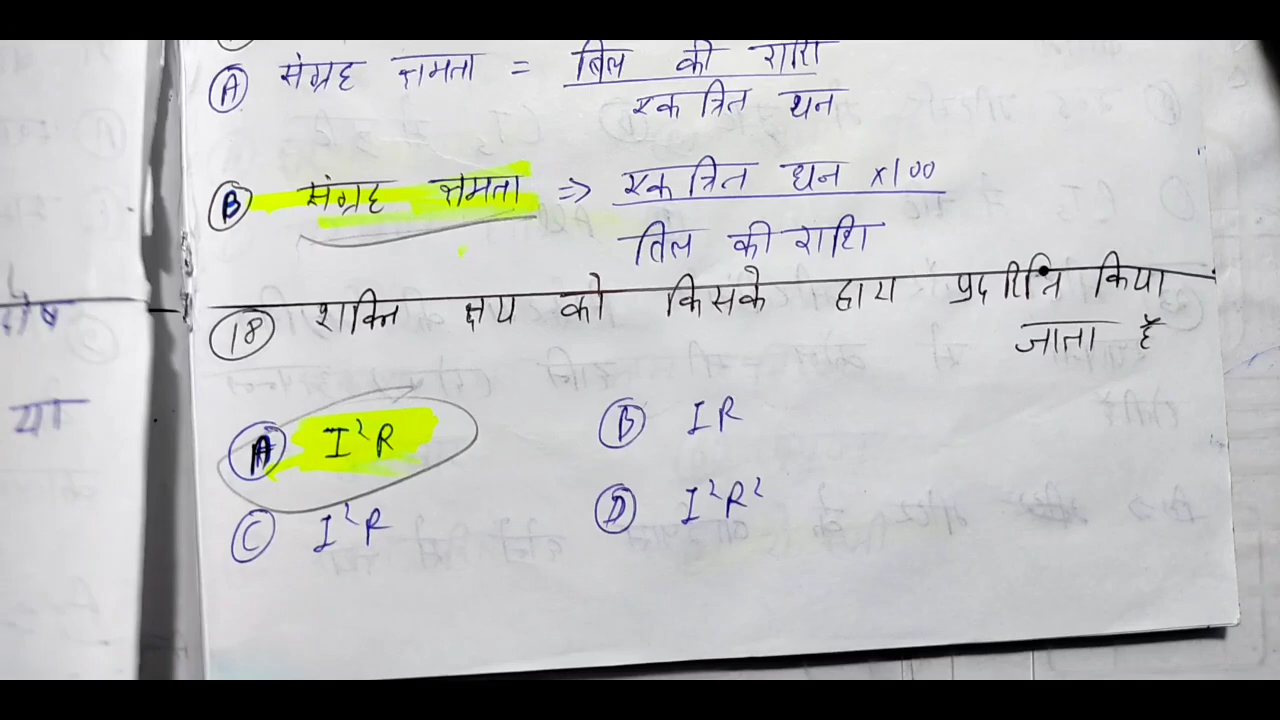 Ⓐ संग्रह क्षमता = बिल की राशि
एकत्रित धन
Ⓑ संग्रह क्षमता ⇒ एकत्रित धन x100
बिल की राशि
⑱ शक्ति क्षय को किसके द्वारा प्रदर्शित किया
जाता है
Ⓐ I²R Ⓑ IR
Ⓒ I²R Ⓓ I²R²
या